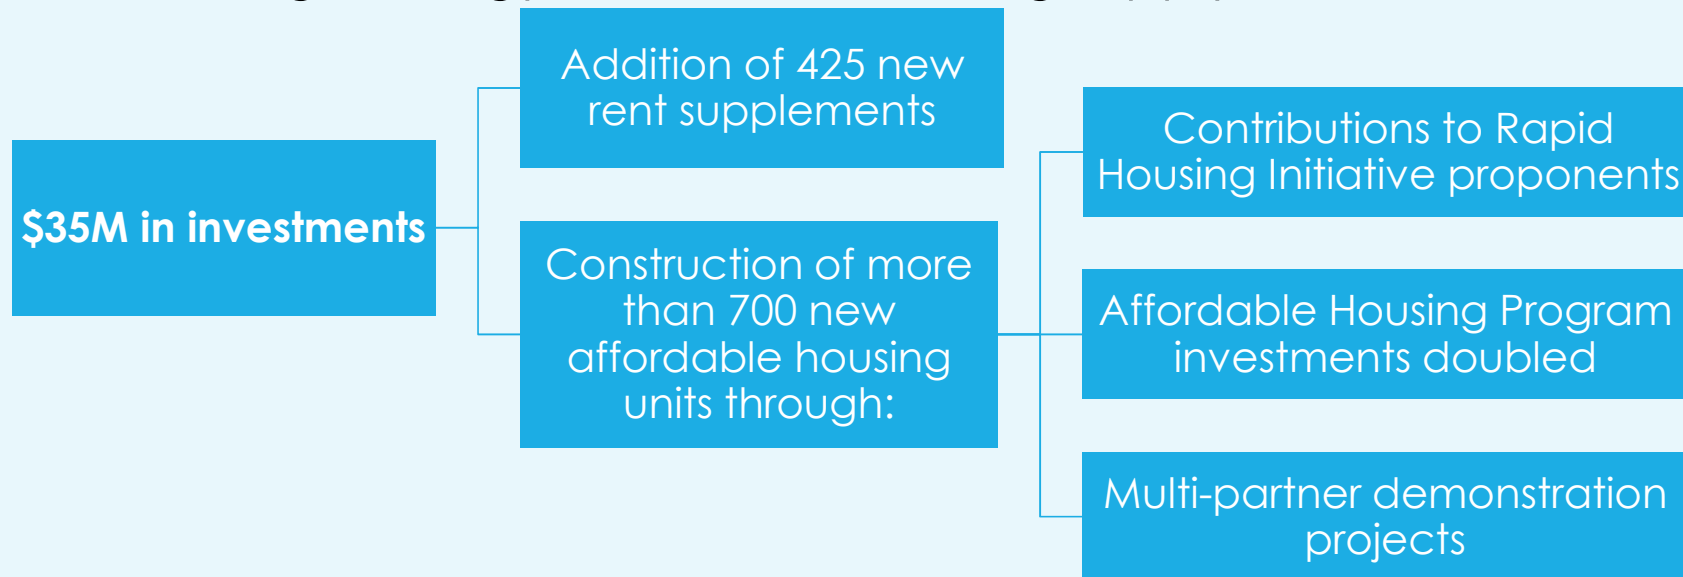 Addition of 425 new
rent supplements
$35M in investments
Construction of more
than 700 new
affordable housing
units through:
Contributions to Rapid
Housing Initiative proponents
Affordable Housing Program
investments doubled
Multi-partner demonstration
projects